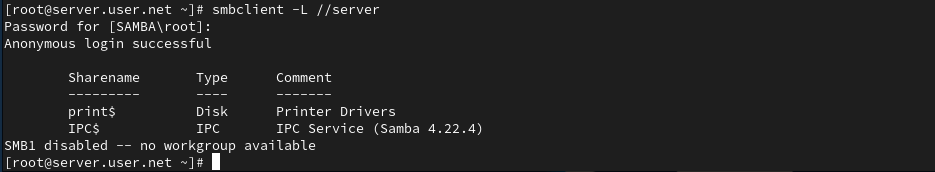 [root@server.user.net ~]# smbclient -L //server
Password for [SAMBA\root]:
Anonymous login successful
Sharename Type Comment
--------- ---- -------
print$ Disk Printer Drivers
IPC$ IPC IPC Service (Samba 4.22.4)
SMB1 disabled -- no workgroup available
[root@server.user.net ~]#